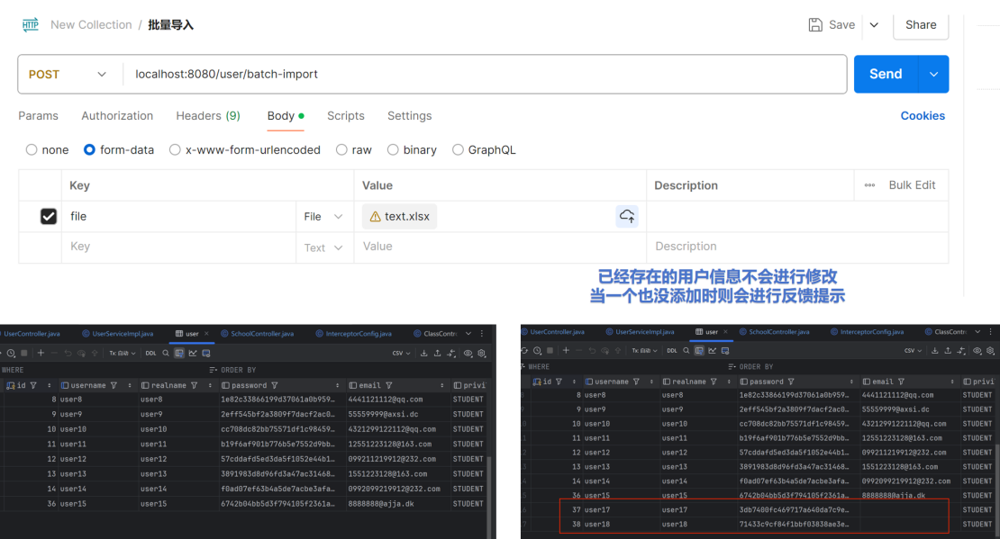 HTTP New Collection / 批量导入 Save Share
POST localhost:8080/user/batch-import Send
Params Authorization Headers (9) Body Scripts Settings Cookies
none form-data x-www-form-urlencoded raw binary GraphQL
Key Value Description Bulk Edit
file File text.xlsx
Key Text Value Description
已经存在的用户信息不会进行修改
当一个也没添加时则会进行反馈提示
UserController.java UserServiceImpl.java user × SchoolController.java InterceptorConfig.java ClassContr
Tx: 自动 DDL CSV
WHERE ORDER BY
id username realname password email privi
8 user8 user8 1e82c33866199d37061a0b959… 4441121112@qq.com STUDENT
9 user9 user9 2eff545bf2a3809f7dacf2ac0… 55559999@axsi.dc STUDENT
10 user10 user10 cc708dc82bb75571df1c98459… 4321299122112@qq.com STUDENT
11 user11 user11 b19f6af901b776b5e7552d9bb… 12551223128@163.com STUDENT
12 user12 user12 57cddafd5ed3da5f1052e44b1… 099211219912@232.com STUDENT
13 user13 user13 3891983d8d96fd3a47ac31468… 1551223128@163.com STUDENT
14 user14 user14 f0ad07ef63b4a5de7acbe3afa… 0992099219912@232.com STUDENT
36 user15 user15 6742b04bb5d3f794105f2361a… 8888888@ajja.dk STUDENT
UserController.java UserServiceImpl.java user × SchoolController.java InterceptorConfig.java ClassContr
Tx: 自动 DDL CSV
WHERE ORDER BY
id username realname password email privi
8 user8 user8 1e82c33866199d37061a0b959… 4441121112@qq.com STUDENT
9 user9 user9 2eff545bf2a3809f7dacf2ac0… 55559999@axsi.dc STUDENT
10 user10 user10 cc708dc82bb75571df1c98459… 4321299122112@qq.com STUDENT
11 user11 user11 b19f6af901b776b5e7552d9bb… 12551223128@163.com STUDENT
12 user12 user12 57cddafd5ed3da5f1052e44b1… 099211219912@232.com STUDENT
13 user13 user13 3891983d8d96fd3a47ac31468… 1551223128@163.com STUDENT
14 user14 user14 f0ad07ef63b4a5de7acbe3afa… 0992099219912@232.com STUDENT
36 user15 user15 6742b04bb5d3f794105f2361a… 8888888@ajja.dk STUDENT
37 user17 user17 3db7400fc469717a640da7c9e… STUDENT
38 user18 user18 71433c9cf84f1bbf03838ae3e… STUDENT